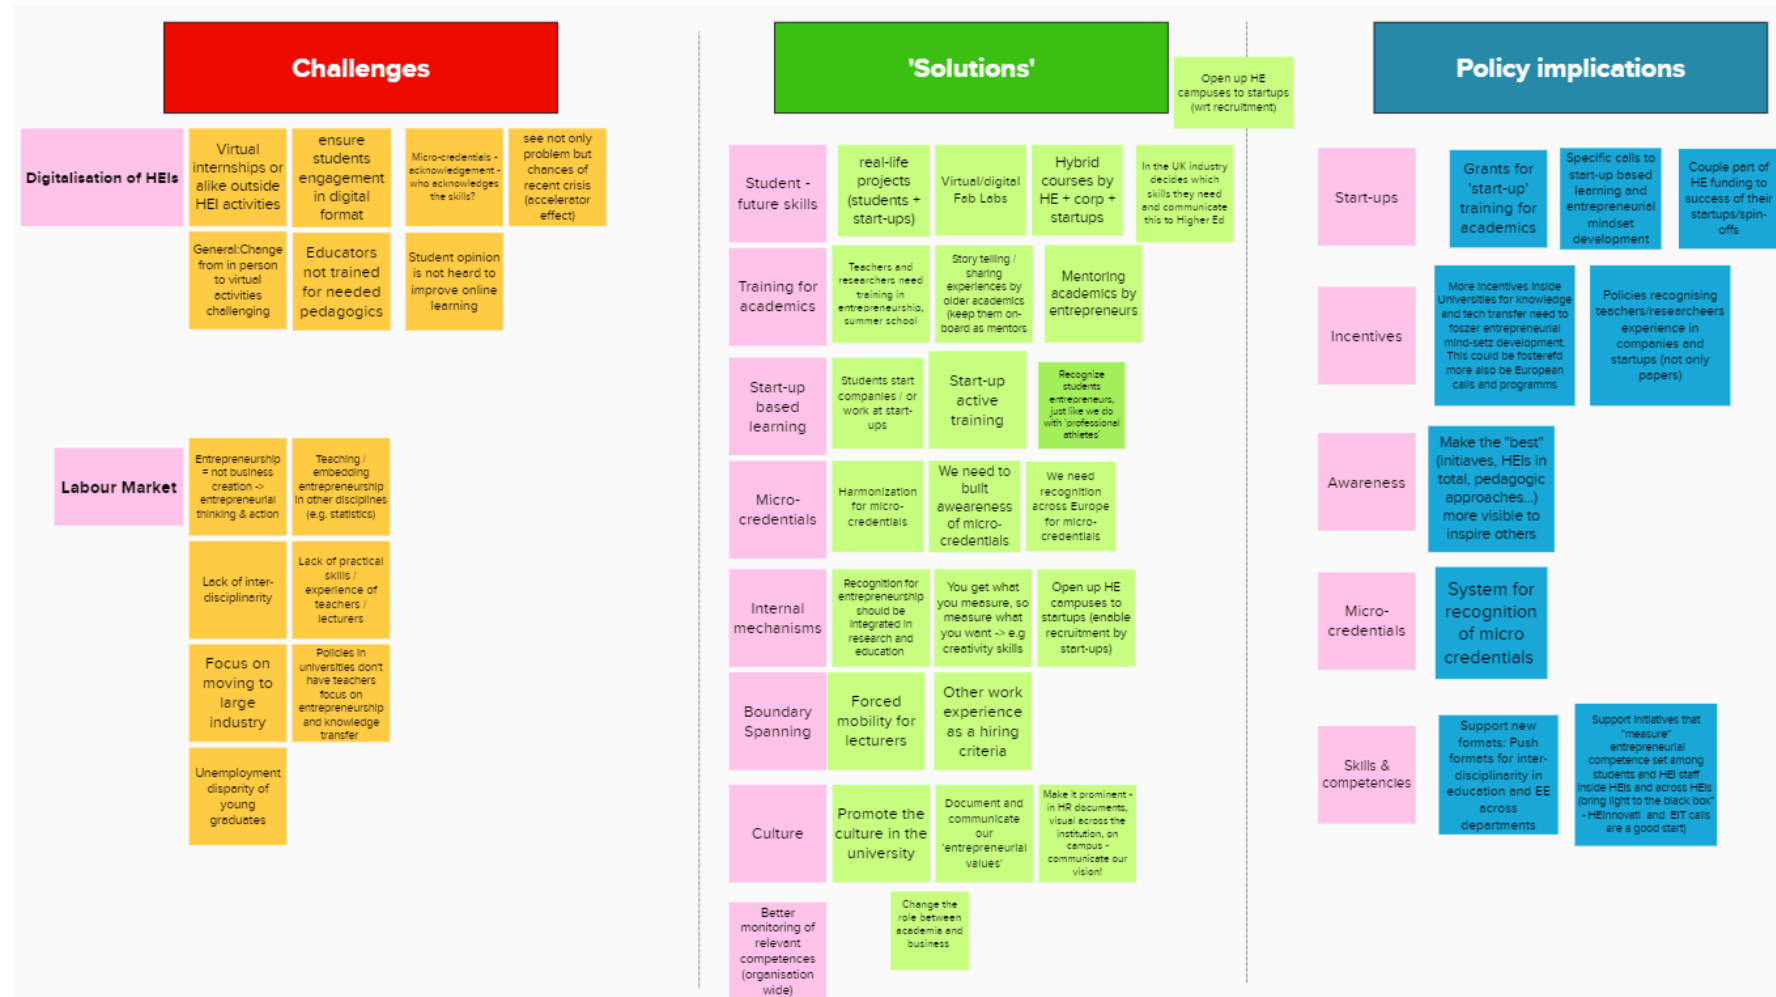 Challenges
'Solutions'
Policy implications
Open up HE
campuses to startups
(wrt recruitment)
Digitalisation of HEIs
Virtual
internships or
alike outside
HEI activities
ensure
students
engagement
in digital
format
Micro-credentials -
acknowledgement -
who acknowledges
the skills?
see not only
problem but
chances of
recent crisis
(accelerator
effect)
General:Change
from in person
to virtual
activities
challenging
Educators
not trained
for needed
pedagogics
Student opinion
is not heard to
improve online
learning
Labour Market
Entrepreneurship
= not business
creation ->
entrepreneurial
thinking & action
Teaching /
embedding
entrepreneurship
in other disciplines
(e.g. statistics)
Lack of inter-
disciplinarity
Lack of practical
skills /
experience of
teachers /
lecturers
Focus on
moving to
large
industry
Policies in
universities don't
have teachers
focus on
entrepreneurship
and knowledge
transfer
Unemployment
disparity of
young
graduates
Student -
future skills
real-life
projects
(students +
start-ups)
Virtual/digital
Fab Labs
Hybrid
courses by
HE + corp +
startups
In the UK industry
decides which
skills they need
and communicate
this to Higher Ed
Training for
academics
Teachers and
researchers need
training in
entrepreneurship,
summer school
Story telling /
sharing
experiences by
older academics
(keep them on-
board as mentors
Mentoring
academics by
entrepreneurs
Start-up
based
learning
Students start
companies / or
work at start-
ups
Start-up
active
training
Recognize
students
entrepreneurs,
just like we do
with 'professional
athletes'
Micro-
credentials
Harmonization
for micro-
credentials
We need to
built
aweareness
of micro-
credentials
We need
recognition
across Europe
for micro-
credentials
Internal
mechanisms
Recognition for
entrepreneurship
should be
integrated in
research and
education
You get what
you measure, so
measure what
you want -> e.g
creativity skills
Open up HE
campuses to
startups (enable
recruitment by
start-ups)
Boundary
Spanning
Forced
mobility for
lecturers
Other work
experience
as a hiring
criteria
Culture
Promote the
culture in the
university
Document and
communicate
our
'entrepreneurial
values'
Make it prominent -
in HR documents,
visual across the
institution, on
campus -
communicate our
vision!
Better
monitoring of
relevant
competences
(organisation
wide)
Change the
role between
academia and
business
Start-ups
Grants for
'start-up'
training for
academics
Specific calls to
start-up based
learning and
entrepreneurial
mindset
development
Couple part of
HE funding to
success of their
startups/spin-
offs
Incentives
More incentives inside
Universities for knowledge
and tech transfer need to
foszer entrepreneurial
mind-setz development.
This could be fosterefd
more also be European
calls and programms
Policies recognising
teachers/researcheers
experience in
companies and
startups (not only
papers)
Awareness
Make the "best"
(initiaves, HEIs in
total, pedagogic
approaches...)
more visible to
inspire others
Micro-
credentials
System for
recognition
of micro
credentials
Skills &
competencies
Support new
formats: Push
formats for inter-
disciplinarity in
education and EE
across
departments
Support initiatives that
"measure"
entrepreneurial
competence set among
students and HEI staff
inside HEIs and across HEIs
(bring light to the black box"
- HEInnovati  and  EIT calls
are a good start)